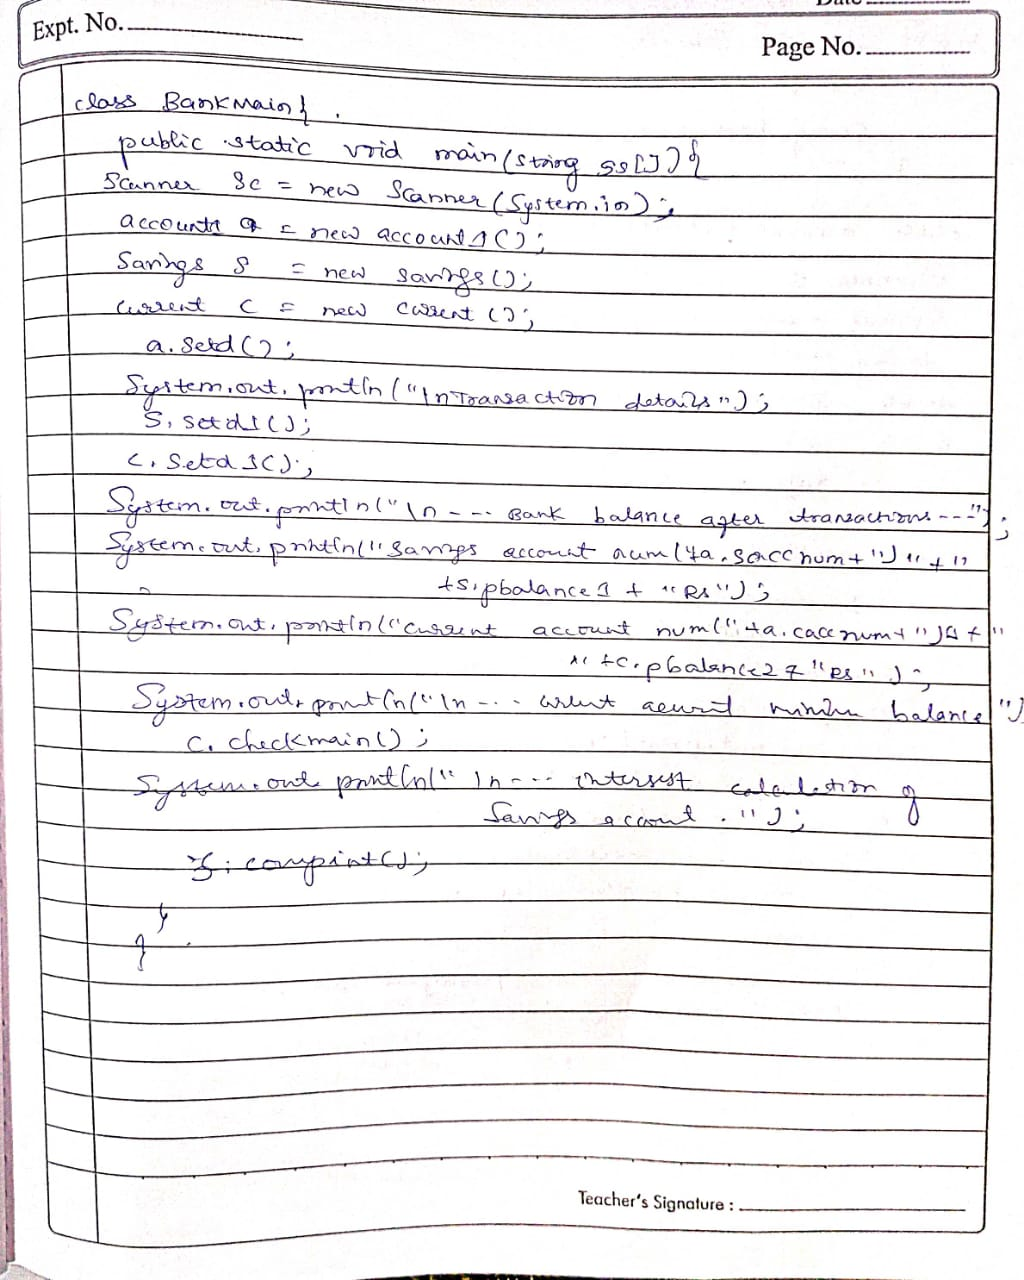 Date
Expt. No.
Page No.
class BankMain{
public static void main(String ss[]){
Scanner sc = new Scanner(System.in);
account1 a = new account1();
Savings s = new savings();
Current c = new current();
a.setd();
System.out.println("\nTransaction details");
S.setd1();
c.setd1();
System.out.println("\n--- Bank balance after transactions---");
System.out.println("Savings account num("+a.saccnum+")"+"
+s.pbalance1 + "Rs");
System.out.println("current account num("+a.caccnum+")"+"
"+c.pbalance2+"Rs");
System.out.println("\n--- current account minimum balance")
c.checkmain();
System.out.println("\n--- interest calculation of
Savings account.");
s.compint();
}
}
Teacher's Signature :